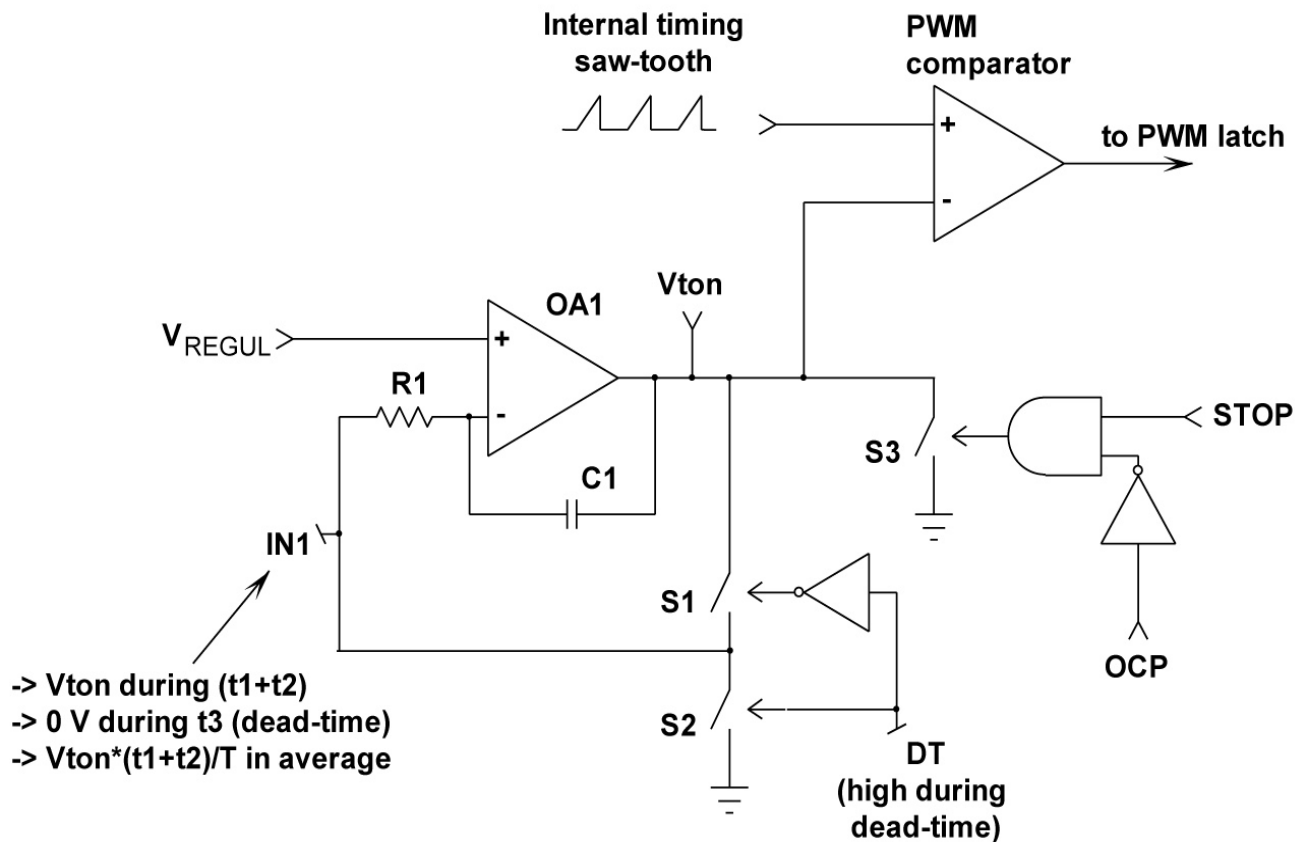 Internal timing
saw-tooth
PWM
comparator
+
-
to PWM latch
Vton
OA1
VREGUL
+
-
R1
C1
S3
STOP
IN1
S1
OCP
-> Vton during (t1+t2)
-> 0 V during t3 (dead-time)
-> Vton*(t1+t2)/T in average
S2
DT
(high during
dead-time)